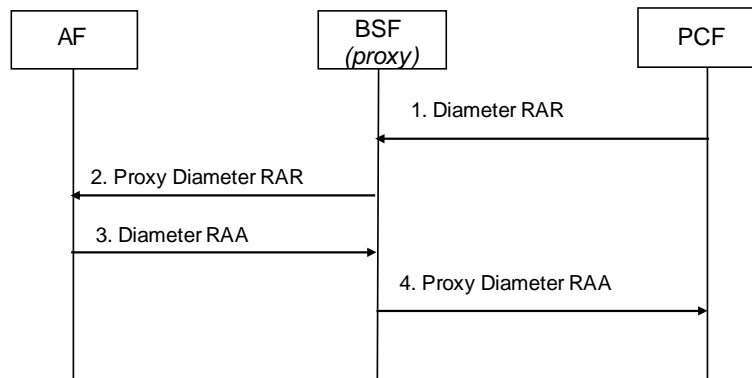 AF
BSF
(proxy)
PCF
1. Diameter RAR
2. Proxy Diameter RAR
3. Diameter RAA
4. Proxy Diameter RAA